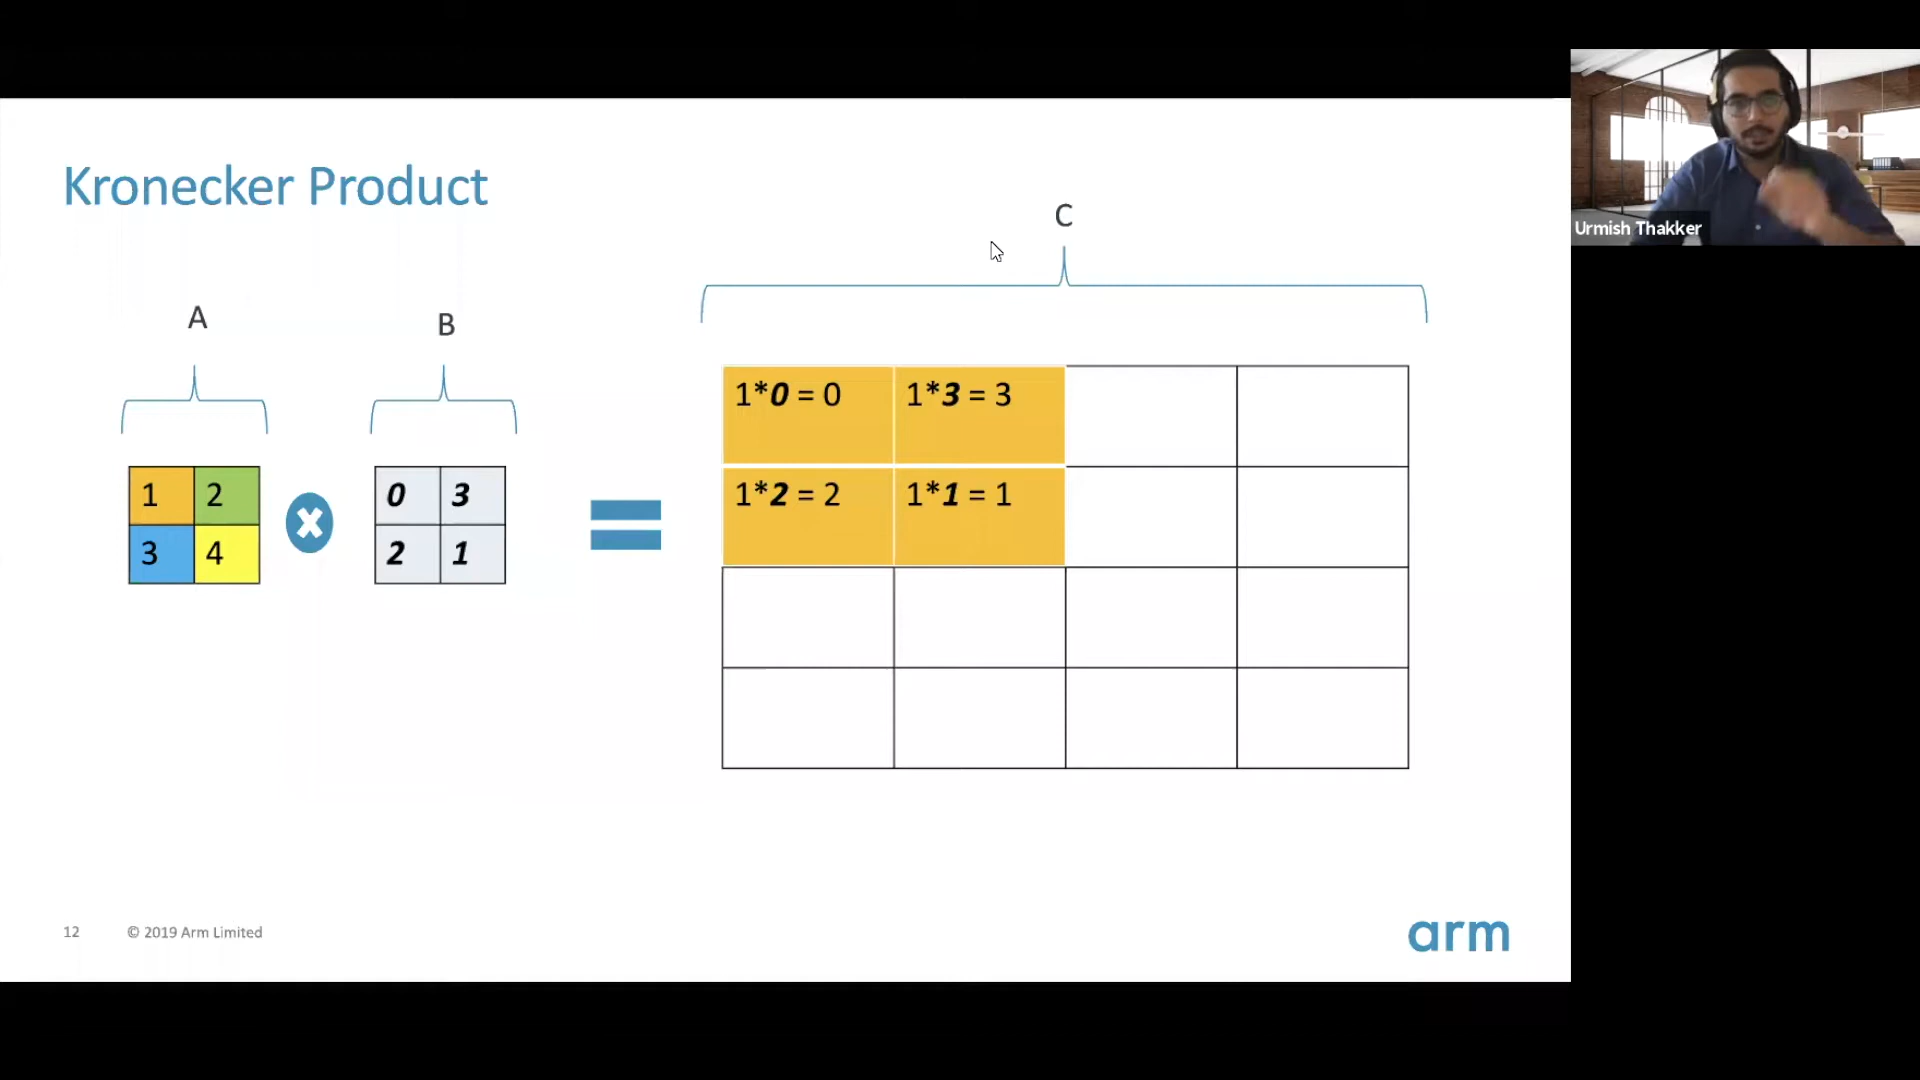 Kronecker Product
Urmish Thakker
C
A
B
1*0 = 0 1*3 = 3
1*2 = 2 1*1 = 1
1 2
3 4
x
0 3
2 1
=
12 © 2019 Arm Limited
arm